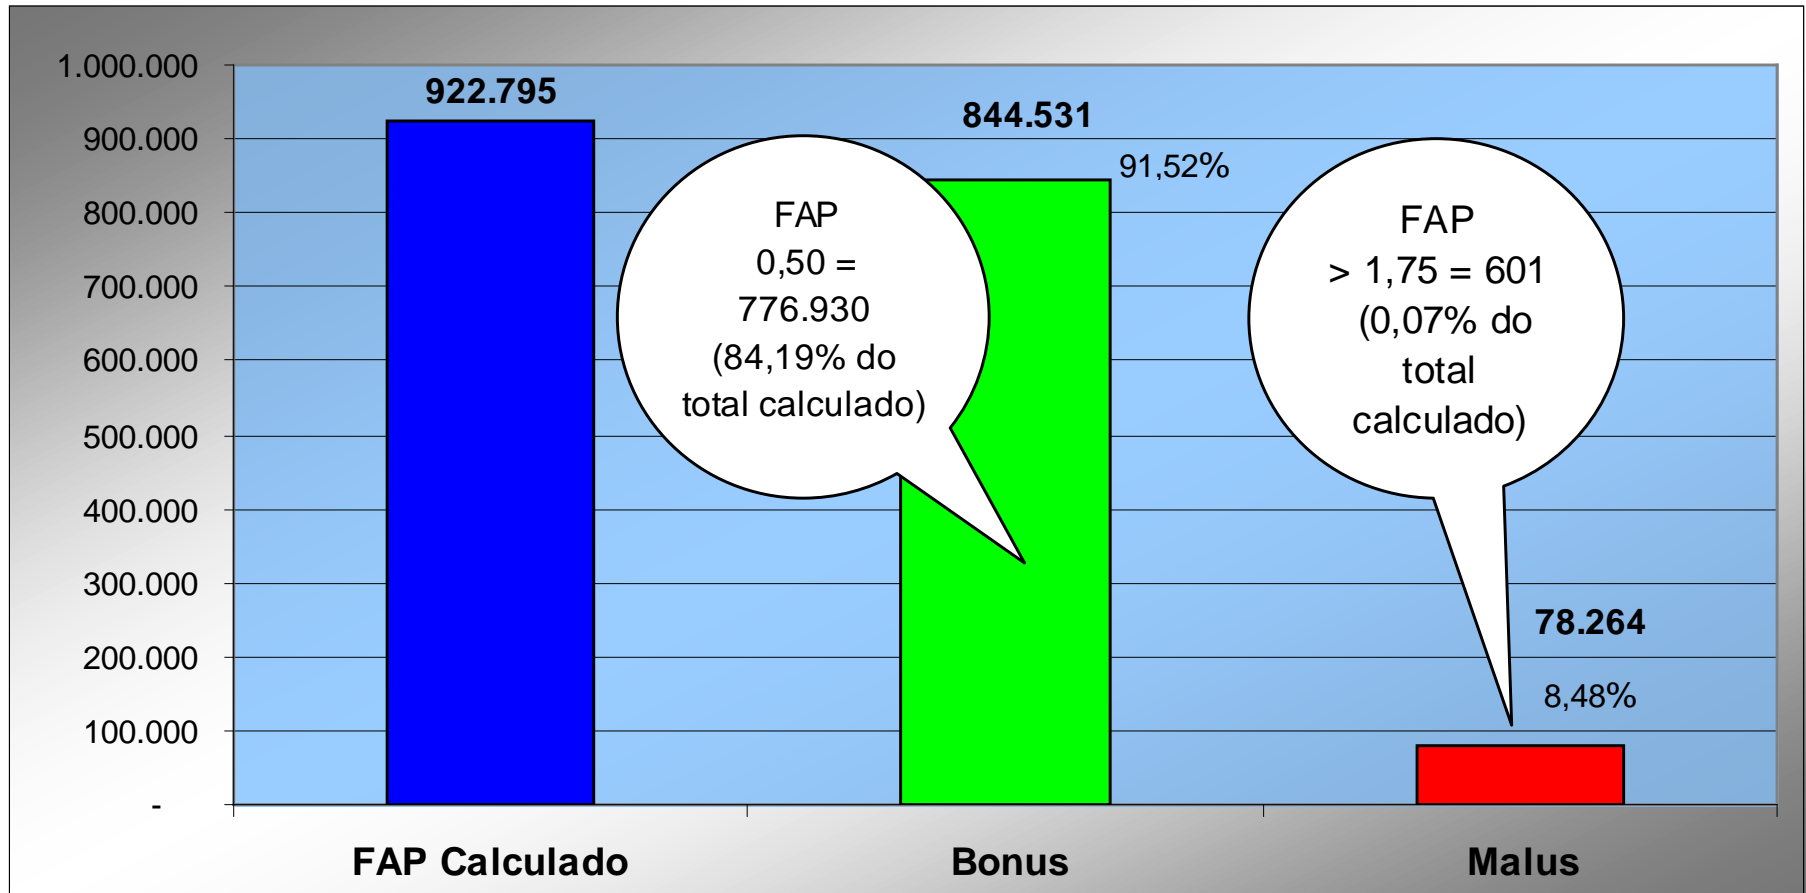 1.000.000
900.000
800.000
700.000
600.000
500.000
400.000
300.000
200.000
100.000
-
922.795
844.531
91,52%
FAP
0,50 =
776.930
(84,19% do
total calculado)
FAP
> 1,75 = 601
(0,07% do
total
calculado)
78.264
8,48%
FAP Calculado
Bonus
Malus